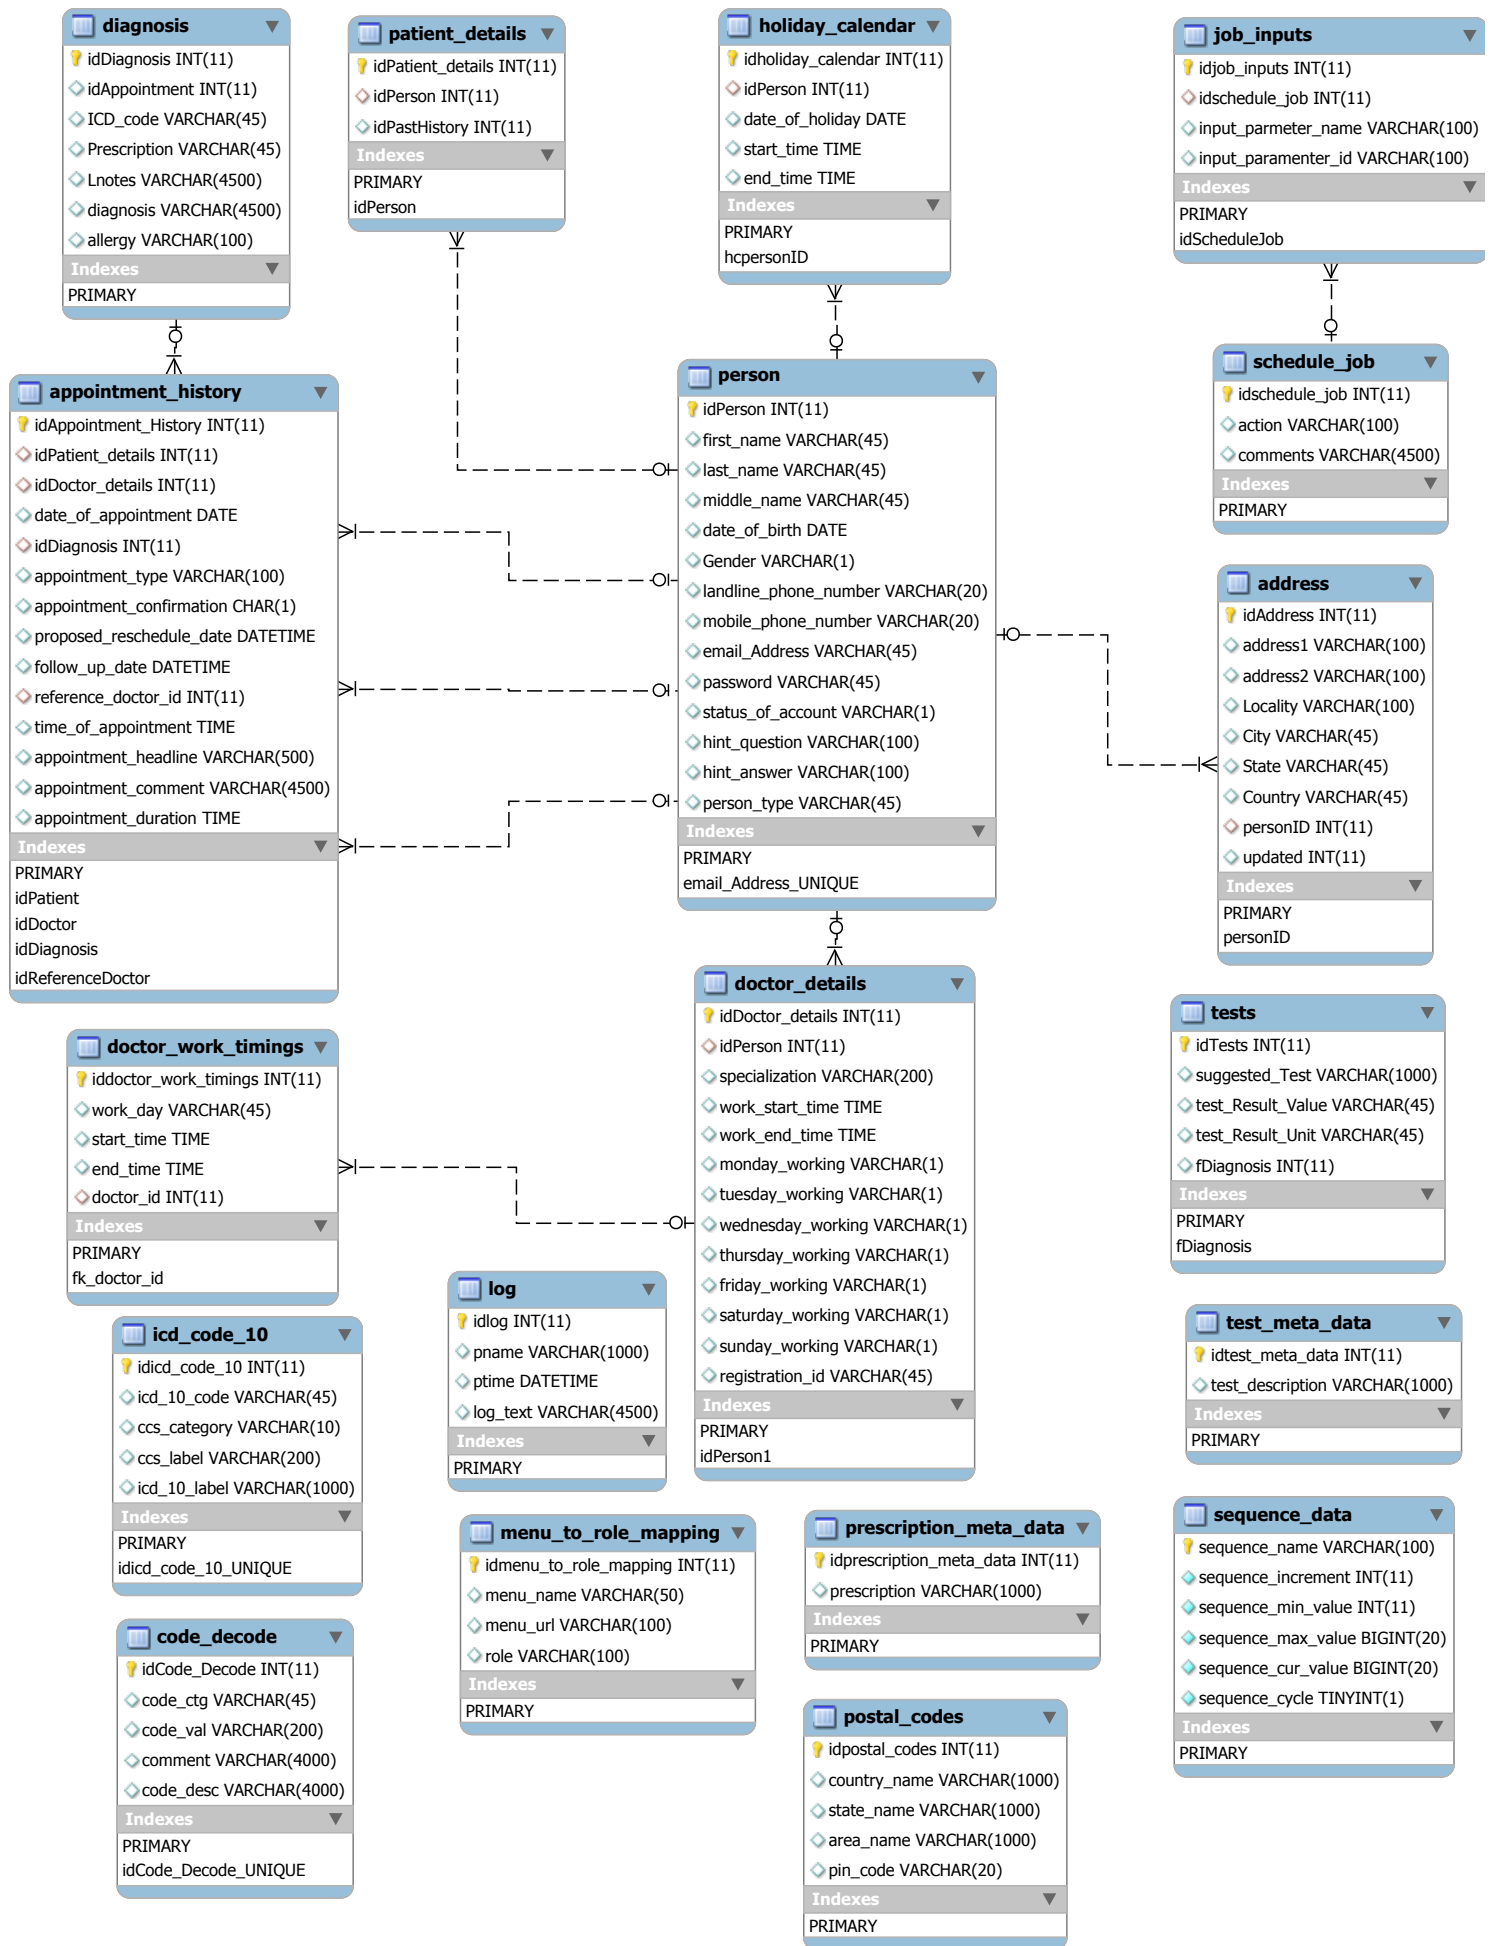 diagnosis
idDiagnosis INT(11)
idAppointment INT(11)
ICD_code VARCHAR(45)
Prescription VARCHAR(45)
Lnotes VARCHAR(4500)
diagnosis VARCHAR(4500)
allergy VARCHAR(100)
Indexes
PRIMARY
patient_details
idPatient_details INT(11)
idPerson INT(11)
idPastHistory INT(11)
Indexes
PRIMARY
idPerson
holiday_calendar
idholiday_calendar INT(11)
idPerson INT(11)
date_of_holiday DATE
start_time TIME
end_time TIME
Indexes
PRIMARY
hcpersonID
job_inputs
idjob_inputs INT(11)
idschedule_job INT(11)
input_parmeter_name VARCHAR(100)
input_paramenter_id VARCHAR(100)
Indexes
PRIMARY
idScheduleJob
appointment_history
idAppointment_History INT(11)
idPatient_details INT(11)
idDoctor_details INT(11)
date_of_appointment DATE
idDiagnosis INT(11)
appointment_type VARCHAR(100)
appointment_confirmation CHAR(1)
proposed_reschedule_date DATETIME
follow_up_date DATETIME
reference_doctor_id INT(11)
time_of_appointment TIME
appointment_headline VARCHAR(500)
appointment_comment VARCHAR(4500)
appointment_duration TIME
Indexes
PRIMARY
idPatient
idDoctor
idDiagnosis
idReferenceDoctor
person
idPerson INT(11)
first_name VARCHAR(45)
last_name VARCHAR(45)
middle_name VARCHAR(45)
date_of_birth DATE
Gender VARCHAR(1)
landline_phone_number VARCHAR(20)
mobile_phone_number VARCHAR(20)
email_Address VARCHAR(45)
password VARCHAR(45)
status_of_account VARCHAR(1)
hint_question VARCHAR(100)
hint_answer VARCHAR(100)
person_type VARCHAR(45)
Indexes
PRIMARY
email_Address_UNIQUE
schedule_job
idschedule_job INT(11)
action VARCHAR(100)
comments VARCHAR(4500)
Indexes
PRIMARY
address
idAddress INT(11)
address1 VARCHAR(100)
address2 VARCHAR(100)
Locality VARCHAR(100)
City VARCHAR(45)
State VARCHAR(45)
Country VARCHAR(45)
personID INT(11)
updated INT(11)
Indexes
PRIMARY
personID
doctor_work_timings
iddoctor_work_timings INT(11)
work_day VARCHAR(45)
start_time TIME
end_time TIME
doctor_id INT(11)
Indexes
PRIMARY
fk_doctor_id
doctor_details
idDoctor_details INT(11)
idPerson INT(11)
specialization VARCHAR(200)
work_start_time TIME
work_end_time TIME
monday_working VARCHAR(1)
tuesday_working VARCHAR(1)
wednesday_working VARCHAR(1)
thursday_working VARCHAR(1)
friday_working VARCHAR(1)
saturday_working VARCHAR(1)
sunday_working VARCHAR(1)
registration_id VARCHAR(45)
Indexes
PRIMARY
idPerson1
tests
idTests INT(11)
suggested_Test VARCHAR(1000)
test_Result_Value VARCHAR(45)
test_Result_Unit VARCHAR(45)
fDiagnosis INT(11)
Indexes
PRIMARY
fDiagnosis
log
idlog INT(11)
pname VARCHAR(1000)
ptime DATETIME
log_text VARCHAR(4500)
Indexes
PRIMARY
icd_code_10
idicd_code_10 INT(11)
icd_10_code VARCHAR(45)
ccs_category VARCHAR(10)
ccs_label VARCHAR(200)
icd_10_label VARCHAR(1000)
Indexes
PRIMARY
idicd_code_10_UNIQUE
test_meta_data
idtest_meta_data INT(11)
test_description VARCHAR(1000)
Indexes
PRIMARY
menu_to_role_mapping
idmenu_to_role_mapping INT(11)
menu_name VARCHAR(50)
menu_url VARCHAR(100)
role VARCHAR(100)
Indexes
PRIMARY
prescription_meta_data
idprescription_meta_data INT(11)
prescription VARCHAR(1000)
Indexes
PRIMARY
sequence_data
sequence_name VARCHAR(100)
sequence_increment INT(11)
sequence_min_value INT(11)
sequence_max_value BIGINT(20)
sequence_cur_value BIGINT(20)
sequence_cycle TINYINT(1)
Indexes
PRIMARY
code_decode
idCode_Decode INT(11)
code_ctg VARCHAR(45)
code_val VARCHAR(200)
comment VARCHAR(4000)
code_desc VARCHAR(4000)
Indexes
PRIMARY
idCode_Decode_UNIQUE
postal_codes
idpostal_codes INT(11)
country_name VARCHAR(1000)
state_name VARCHAR(1000)
area_name VARCHAR(1000)
pin_code VARCHAR(20)
Indexes
PRIMARY